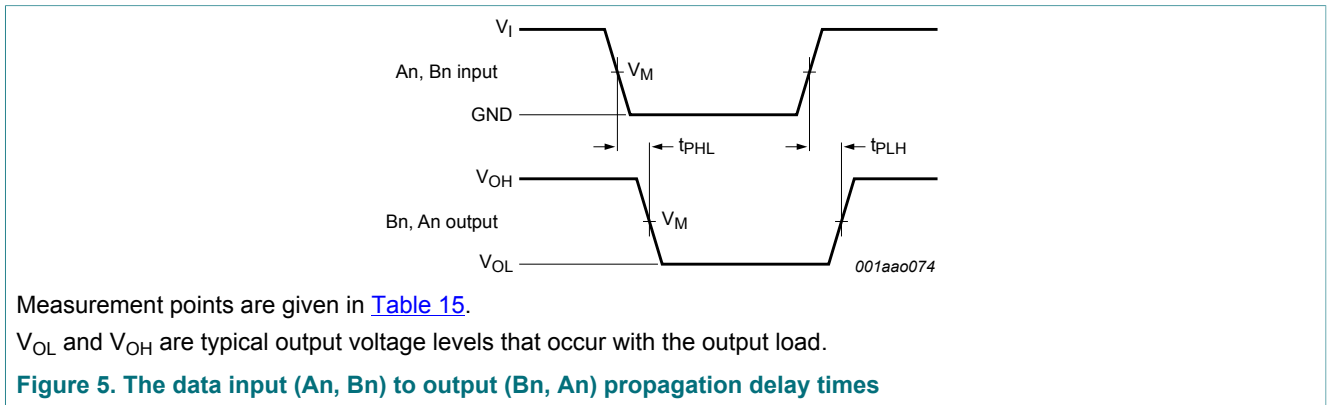 VI
An, Bn input
VM
GND
tPHL
tPLH
VOH
Bn, An output
VM
VOL
001aao074
Measurement points are given in Table 15.
VOL and VOH are typical output voltage levels that occur with the output load.
Figure 5. The data input (An, Bn) to output (Bn, An) propagation delay times